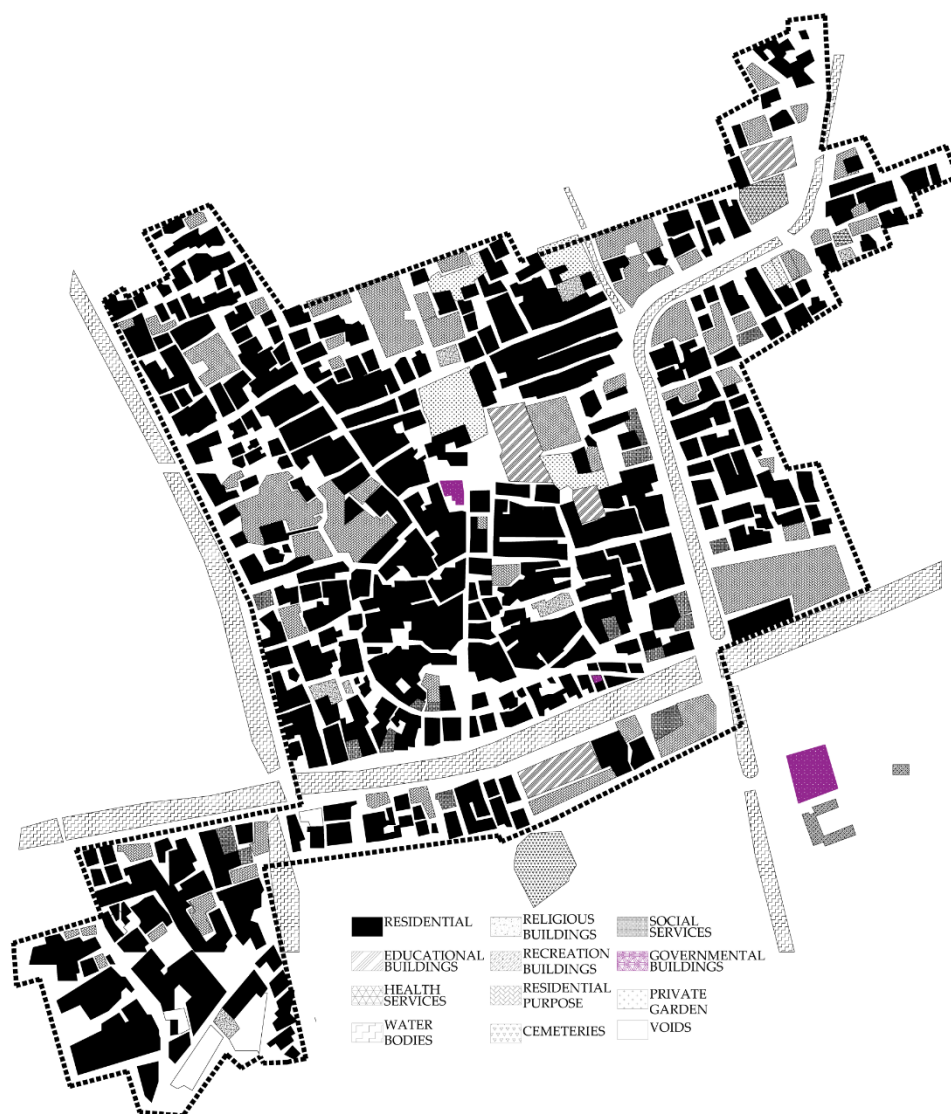 RESIDENTIAL
RELIGIOUS
BUILDINGS
SOCIAL
SERVICES
EDUCATIONAL
BUILDINGS
RECREATION
BUILDINGS
GOVERNMENTAL
BUILDINGS
HEALTH
SERVICES
RESIDENTIAL
PURPOSE
PRIVATE
GARDEN
WATER
BODIES
CEMETERIES
VOIDS